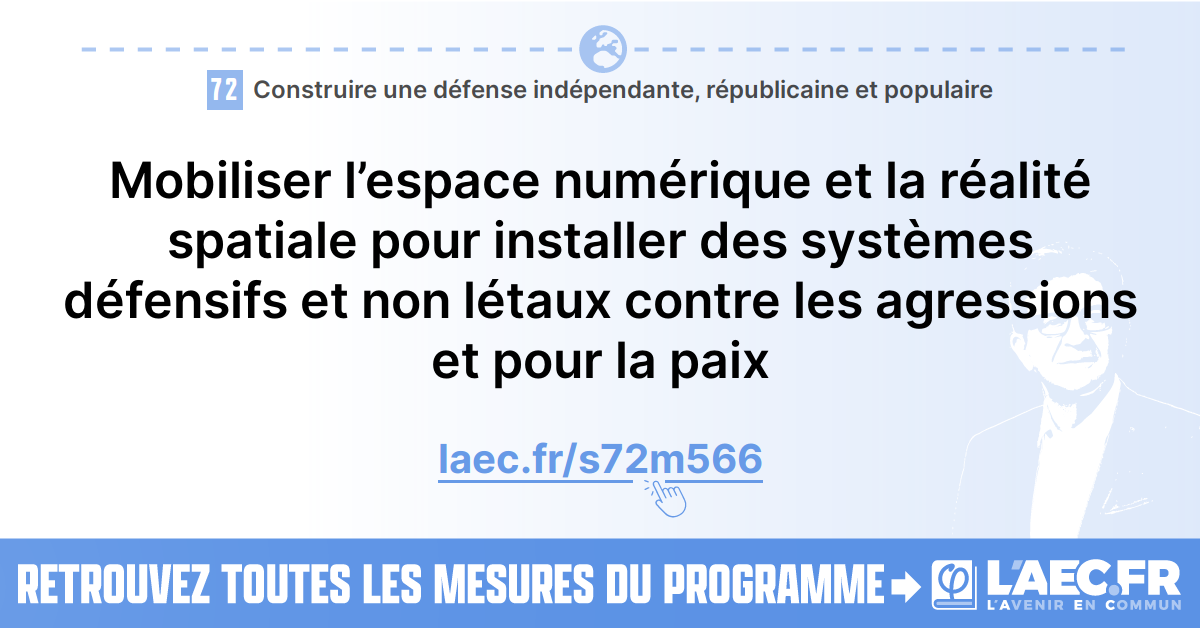 72 Construire une défense indépendante, républicaine et populaire
Mobiliser l’espace numérique et la réalité
spatiale pour installer des systèmes
défensifs et non létaux contre les agressions
et pour la paix
laec.fr/s72m566
RETROUVEZ TOUTES LES MESURES DU PROGRAMME
φ L'AEC.FR
L'AVENIR EN COMMUN